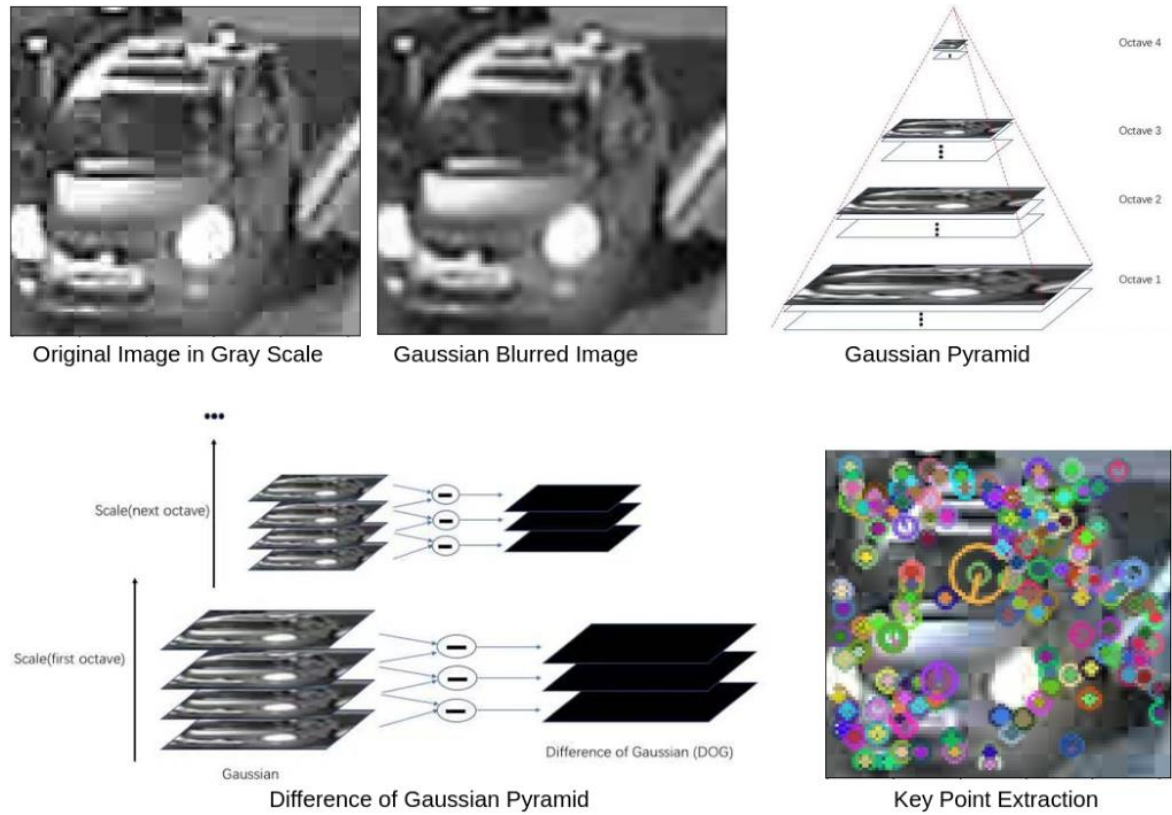 Octave 4
Octave 3
Octave 2
Octave 1
Original Image in Gray Scale
Gaussian Blurred Image
Gaussian Pyramid
Scale(next octave)
Scale(first octave)
Difference of Gaussian (DOG)
Gaussian
Difference of Gaussian Pyramid
Key Point Extraction